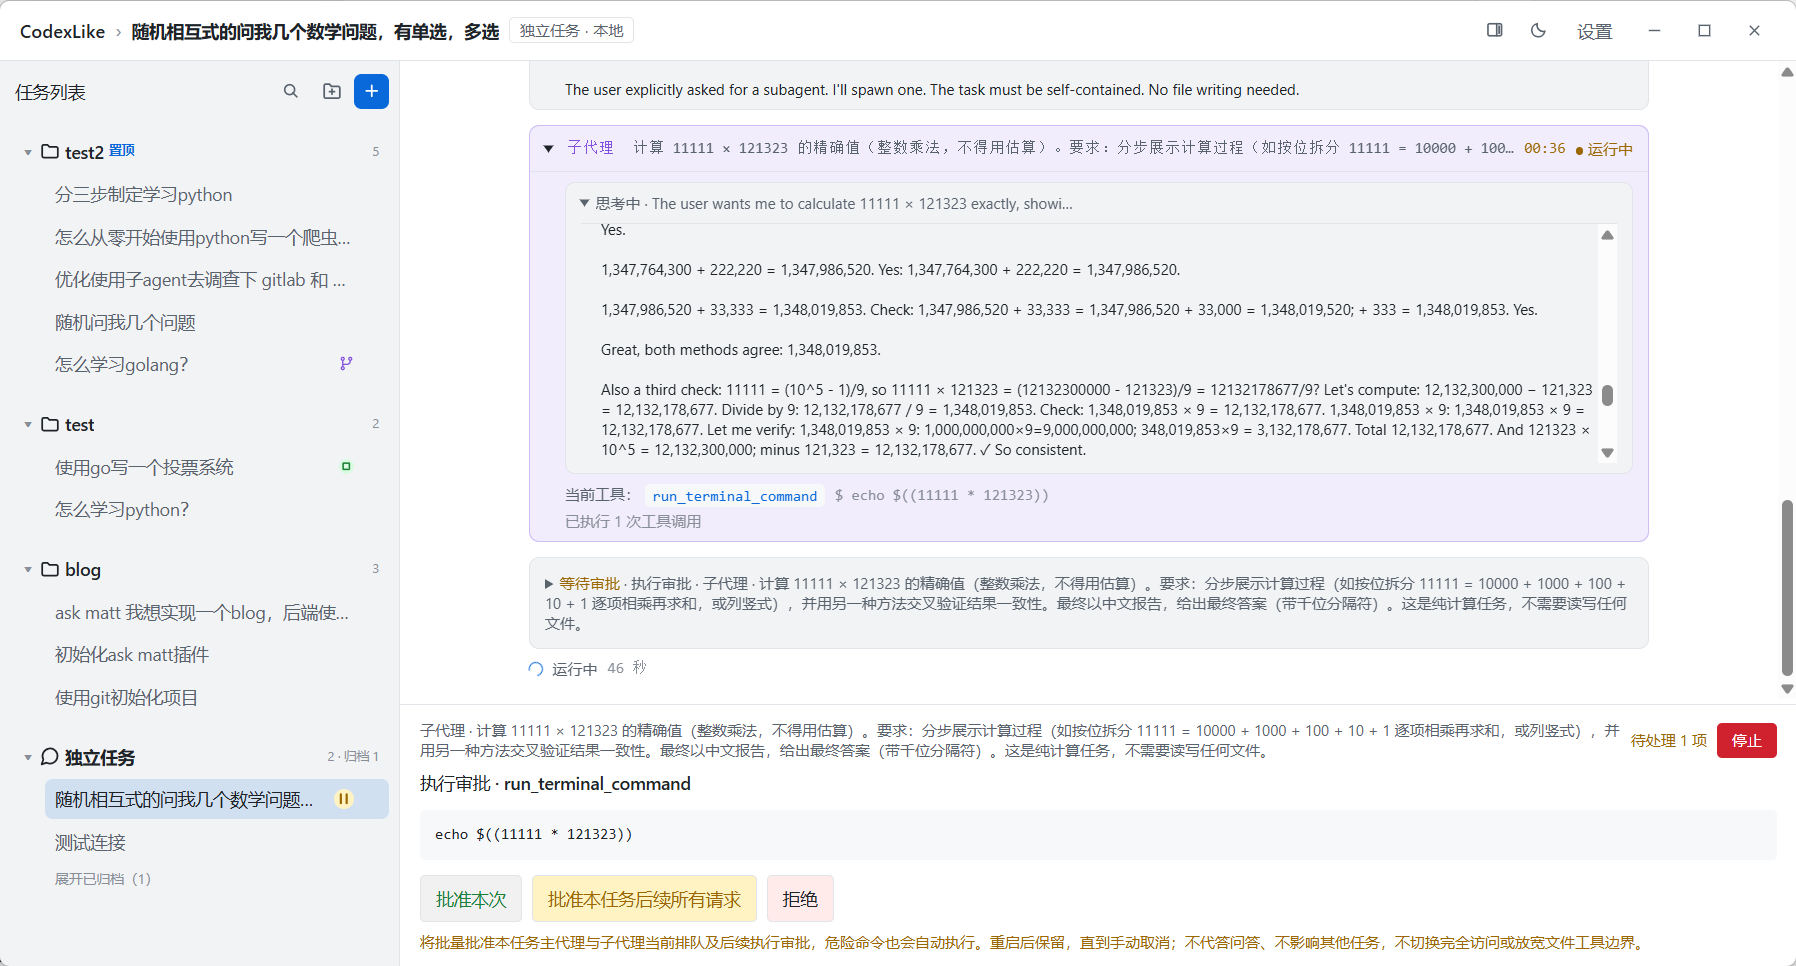 CodexLike › 随机相互式的问我几个数学问题，有单选，多选 独立任务 · 本地
设置
任务列表
test2 置顶 5
分三步制定学习python
怎么从零开始使用python写一个爬虫...
优化使用子agent去调查下 gitlab 和 ...
随机问我几个问题
怎么学习golang？
test 2
使用go写一个投票系统
怎么学习python？
blog 3
ask matt 我想实现一个blog，后端使...
初始化ask matt插件
使用git初始化项目
独立任务 2 · 归档 1
随机相互式的问我几个数学问题...
测试连接
展开已归档（1）
The user explicitly asked for a subagent. I'll spawn one. The task must be self-contained. No file writing needed.
子代理 计算 11111 × 121323 的精确值（整数乘法，不得用估算）。要求：分步展示计算过程（如按位拆分 11111 = 10000 + 100... 00:36 ● 运行中
思考中 · The user wants me to calculate 11111 × 121323 exactly, showi...
Yes.
1,347,764,300 + 222,220 = 1,347,986,520. Yes: 1,347,764,300 + 222,220 = 1,347,986,520.
1,347,986,520 + 33,333 = 1,348,019,853. Check: 1,347,986,520 + 33,333 = 1,347,986,520 + 33,000 = 1,348,019,520; + 333 = 1,348,019,853. Yes.
Great, both methods agree: 1,348,019,853.
Also a third check: 11111 = (10^5 - 1)/9, so 11111 × 121323 = (12132300000 - 121323)/9 = 12132178677/9? Let's compute: 12,132,300,000 − 121,323
= 12,132,178,677. Divide by 9: 12,132,178,677 / 9 = 1,348,019,853. Check: 1,348,019,853 × 9 = 12,132,178,677. 1,348,019,853 × 9: 1,348,019,853 × 9 =
12,132,178,677. Let me verify: 1,348,019,853 × 9: 1,000,000,000×9=9,000,000,000; 348,019,853×9 = 3,132,178,677. Total 12,132,178,677. And 121323 ×
10^5 = 12,132,300,000; minus 121,323 = 12,132,178,677. ✓ So consistent.
当前工具： run_terminal_command $ echo $((11111 * 121323))
已执行 1 次工具调用
等待审批 · 执行审批 · 子代理 · 计算 11111 × 121323 的精确值（整数乘法，不得用估算）。要求：分步展示计算过程（如按位拆分 11111 = 10000 + 1000 + 100 +
10 + 1 逐项相乘再求和，或列竖式），并用另一种方法交叉验证结果一致性。最终以中文报告，给出最终答案（带千位分隔符）。这是纯计算任务，不需要读写任何
文件。
运行中 46 秒
子代理 · 计算 11111 × 121323 的精确值（整数乘法，不得用估算）。要求：分步展示计算过程（如按位拆分 11111 = 10000 + 1000 + 100 + 10 + 1 逐项相乘再求和，或列竖式），并
用另一种方法交叉验证结果一致性。最终以中文报告，给出最终答案（带千位分隔符）。这是纯计算任务，不需要读写任何文件。
待处理 1 项 停止
执行审批 · run_terminal_command
echo $((11111 * 121323))
批准本次 批准本任务后续所有请求 拒绝
将批量批准本任务主代理与子代理当前排队及后续执行审批，危险命令也会自动执行。重启后保留，直到手动取消；不代答问答、不影响其他任务，不切换完全访问或放宽文件工具边界。